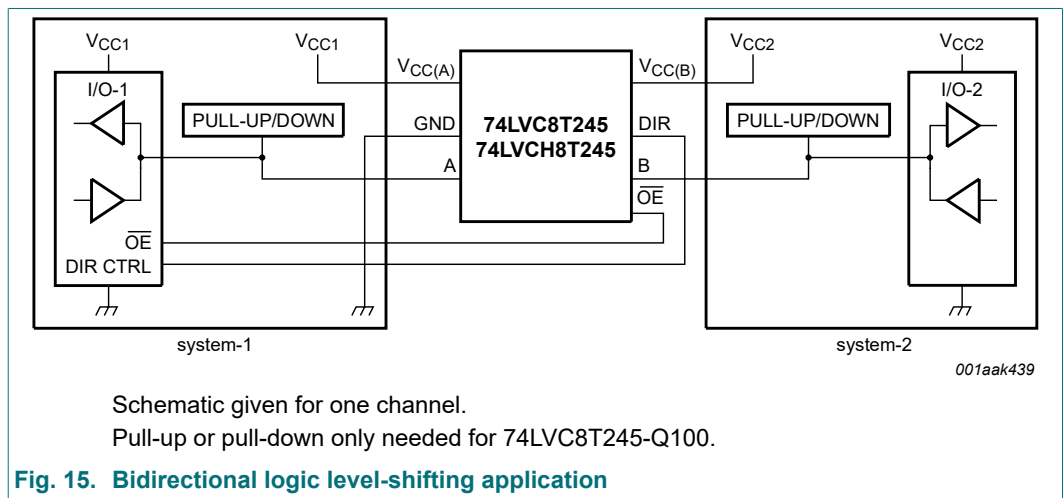 VCC1
VCC1
VCC2
VCC2
I/O-1
VCC(A)
VCC(B)
I/O-2
PULL-UP/DOWN
GND
74LVC8T245
74LVCH8T245
DIR
PULL-UP/DOWN
A
B
OE
OE
DIR CTRL
system-1
system-2
001aak439
Schematic given for one channel.
Pull-up or pull-down only needed for 74LVC8T245-Q100.
Fig. 15. Bidirectional logic level-shifting application